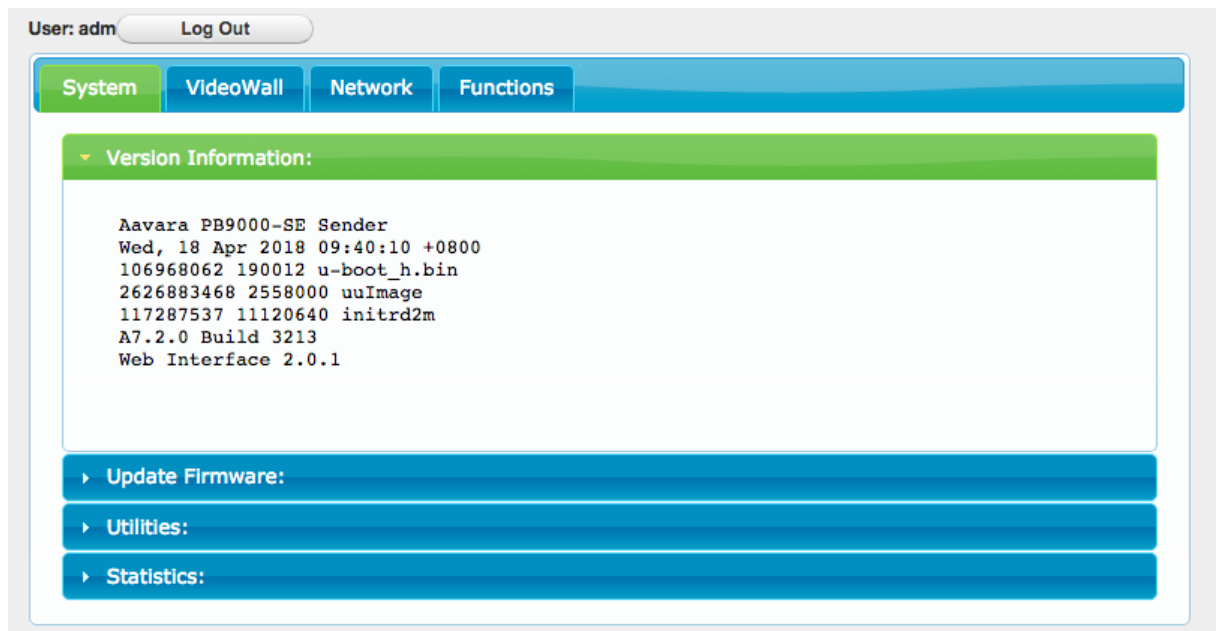 User: adm Log Out
System VideoWall Network Functions
Version Information:
Aavara PB9000-SE Sender
Wed, 18 Apr 2018 09:40:10 +0800
106968062 190012 u-boot_h.bin
2626883468 2558000 uuImage
117287537 11120640 initrd2m
A7.2.0 Build 3213
Web Interface 2.0.1
Update Firmware:
Utilities:
Statistics: